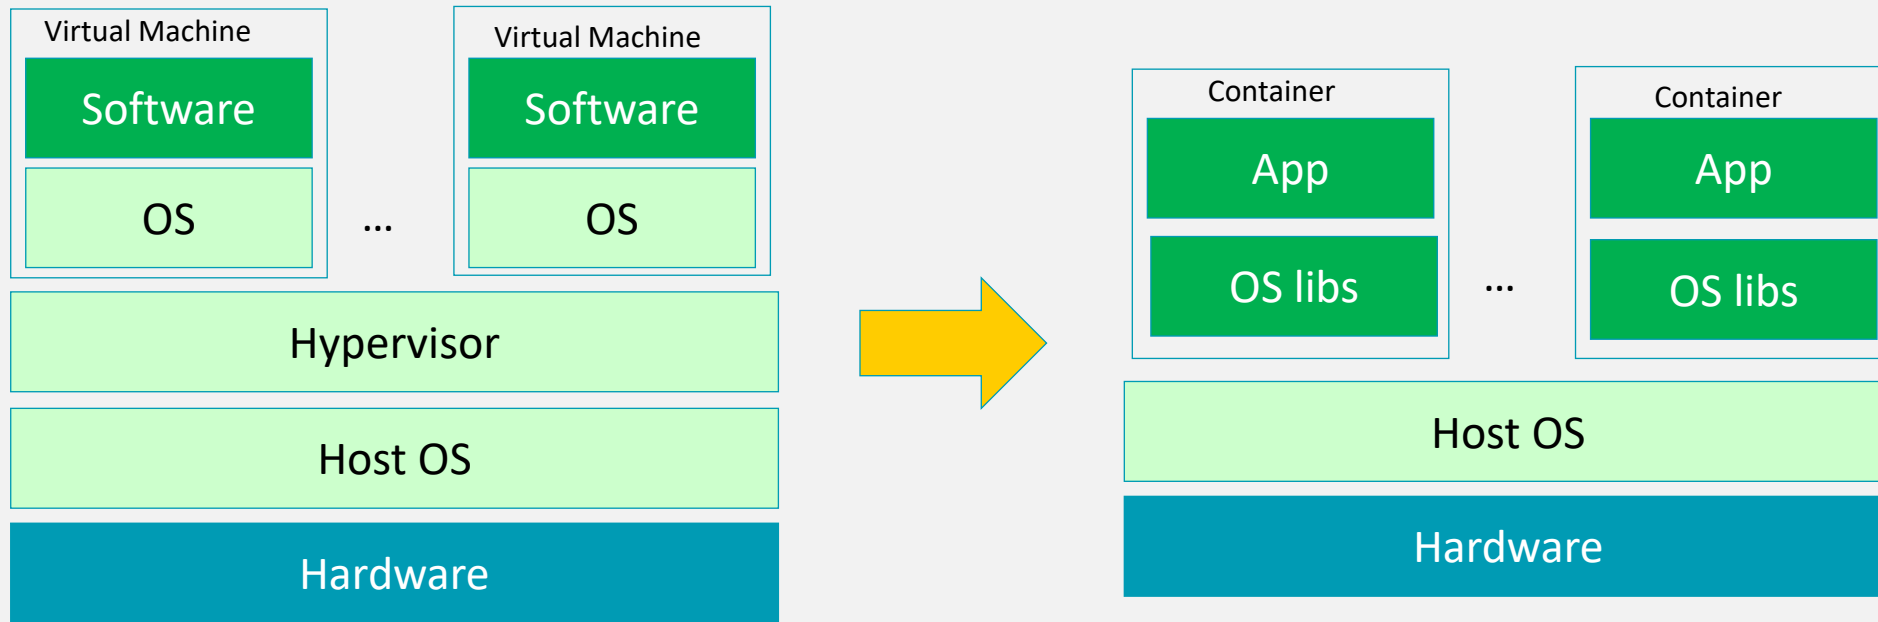 Virtual Machine
Software
OS
...
Virtual Machine
Software
OS
Hypervisor
Host OS
Hardware
Container
App
OS libs
...
Container
App
OS libs
Host OS
Hardware